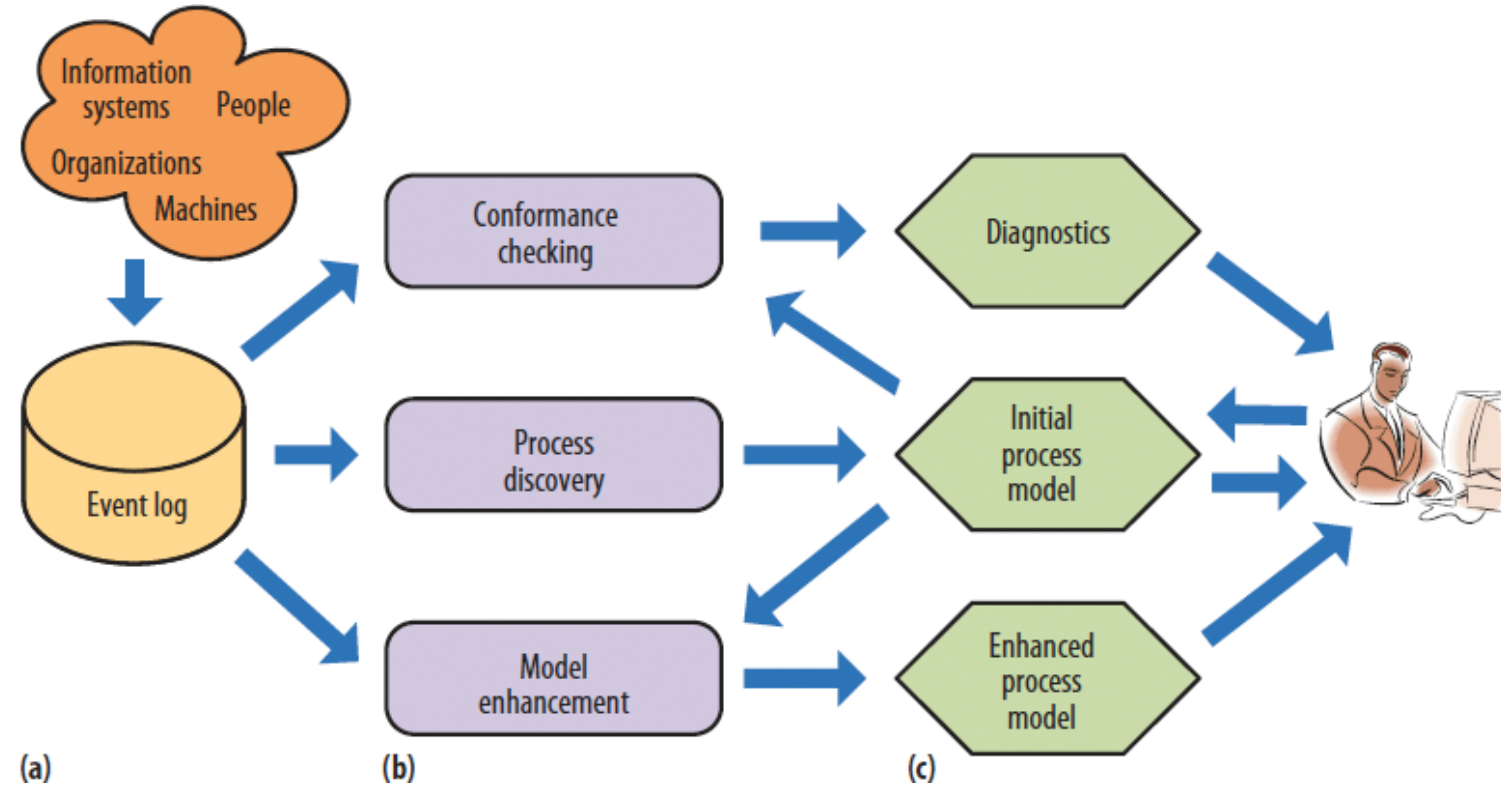 Information
systems
People
Organizations
Machines
Event log
Conformance
checking
Process
discovery
Model
enhancement
Diagnostics
Initial
process
model
Enhanced
process
model
(a)
(b)
(c)